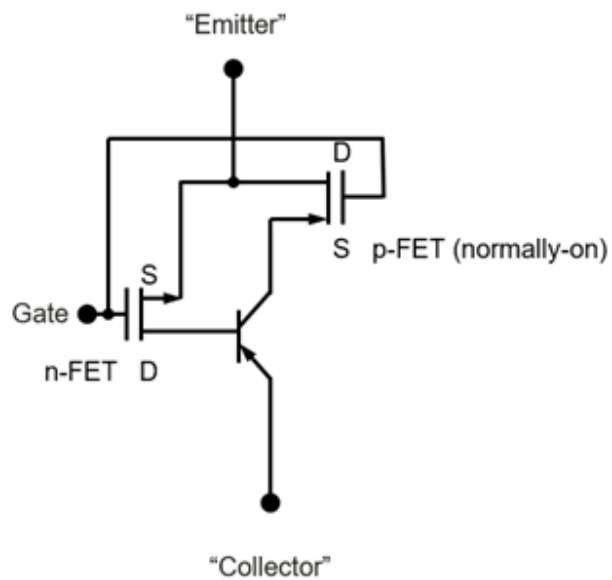 “Emitter”
D
S p-FET (normally-on)
S
Gate
n-FET D
“Collector”